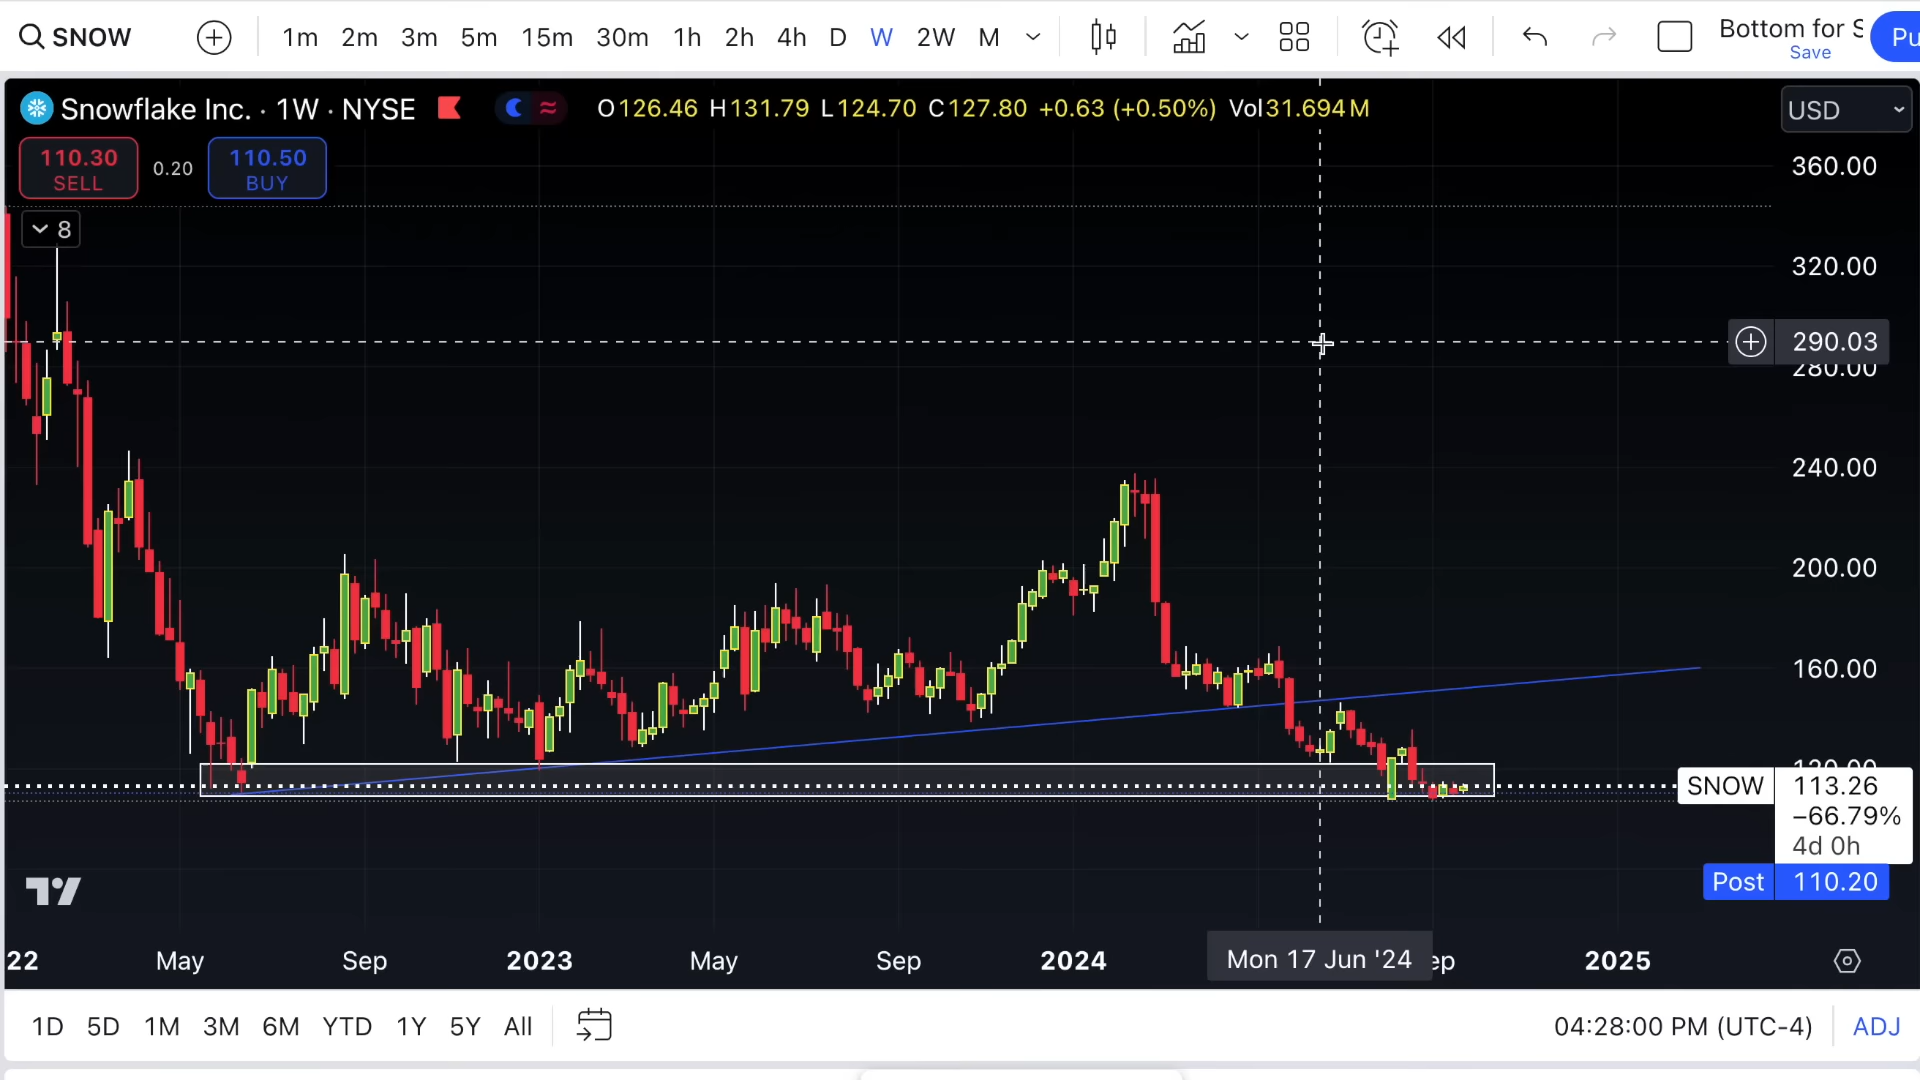 SNOW 1m 2m 3m 5m 15m 30m 1h 2h 4h D W 2W M Bottom for S Pu
Save
Snowflake Inc. · 1W · NYSE O126.46 H131.79 L124.70 C127.80 +0.63 (+0.50%) Vol31.694M USD
110.30 0.20 110.50
SELL BUY
8
360.00
320.00
290.03
280.00
240.00
200.00
160.00
120.00
SNOW 113.26
−66.79%
4d 0h
Post 110.20
22 May Sep 2023 May Sep 2024 Mon 17 Jun '24 ep 2025
1D 5D 1M 3M 6M YTD 1Y 5Y All 04:28:00 PM (UTC-4) ADJ